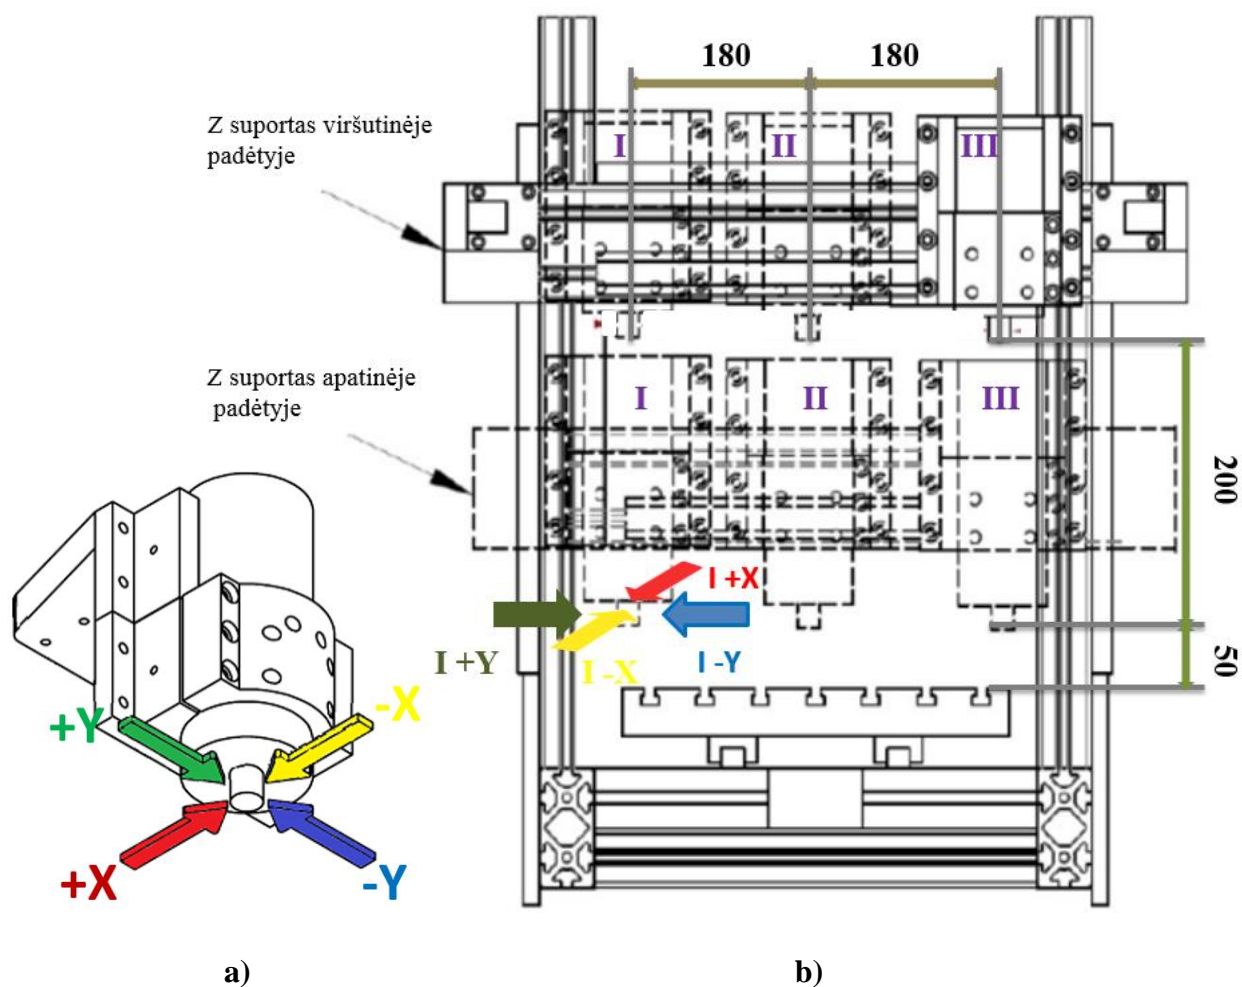 180
180
Z suportas viršutinėje
padėtyje
I
II
III
Z suportas apatinėje
padėtyje
I
II
III
200
I +X
I +Y
I -X
I -Y
50
+Y
-X
+X
-Y
a)
b)